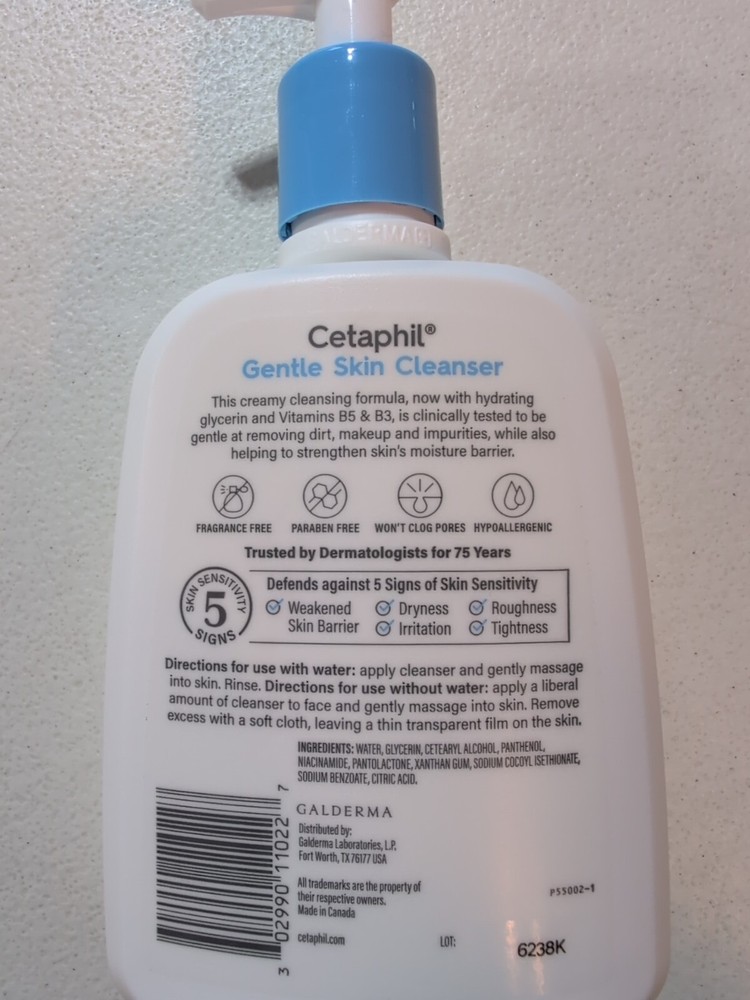 Cetaphil®
Gentle Skin Cleanser
This creamy cleansing formula, now with hydrating
glycerin and Vitamins B5 & B3, is clinically tested to be
gentle at removing dirt, makeup and impurities, while also
helping to strengthen skin's moisture barrier.
FRAGRANCE FREE PARABEN FREE WON'T CLOG PORES HYPOALLERGENIC
Trusted by Dermatologists for 75 Years
SKIN SENSITIVITY
5
SIGNS
Defends against 5 Signs of Skin Sensitivity
Weakened Dryness Roughness
Skin Barrier Irritation Tightness
Directions for use with water: apply cleanser and gently massage
into skin. Rinse. Directions for use without water: apply a liberal
amount of cleanser to face and gently massage into skin. Remove
excess with a soft cloth, leaving a thin transparent film on the skin.
INGREDIENTS: WATER, GLYCERIN, CETEARYL ALCOHOL, PANTHENOL,
NIACINAMIDE, PANTOLACTONE, XANTHAN GUM, SODIUM COCOYL ISETHIONATE,
SODIUM BENZOATE, CITRIC ACID.
3 02990 11022 7
GALDERMA
Distributed by:
Galderma Laboratories, L.P.
Fort Worth, TX 76177 USA
All trademarks are the property of
their respective owners.
Made in Canada
P55002-1
cetaphil.com
LOT: 6238K